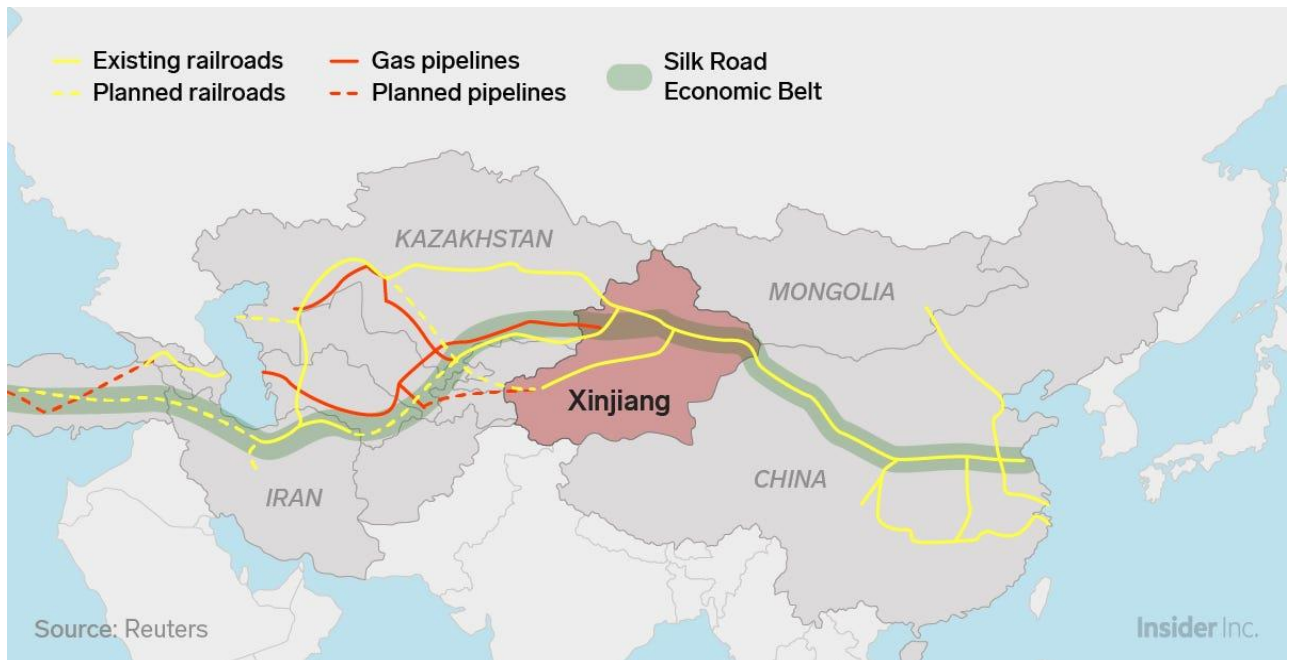 Existing railroads
Planned railroads
Gas pipelines
Planned pipelines
Silk Road
Economic Belt
KAZAKHSTAN
MONGOLIA
Xinjiang
CHINA
IRAN
Source: Reuters
Insider Inc.